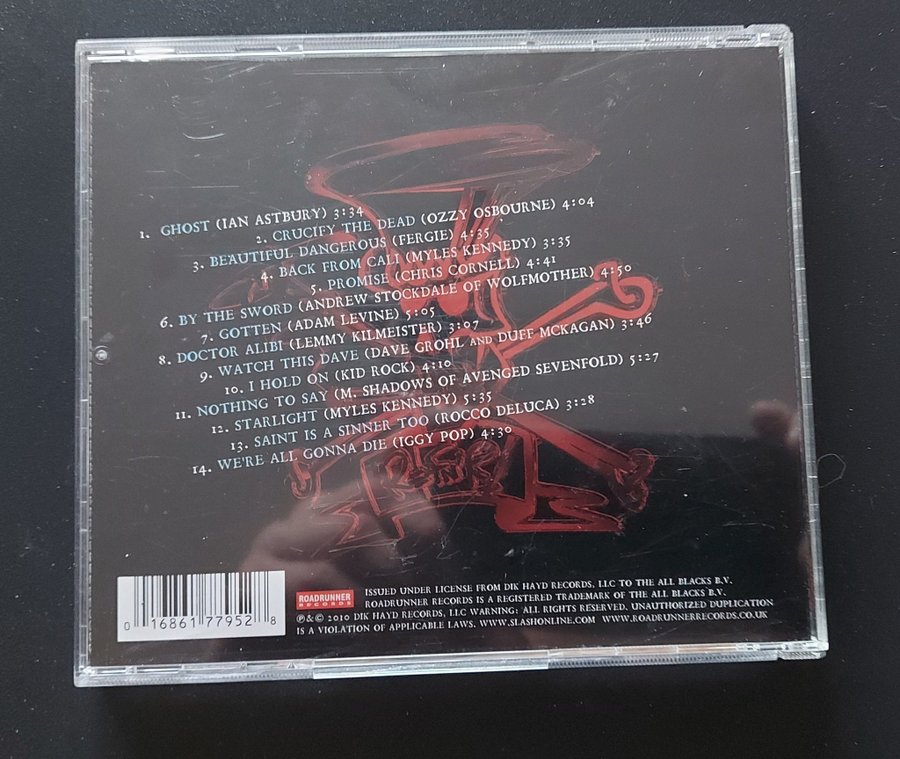 1. GHOST (IAN ASTBURY) 3:34
2. CRUCIFY THE DEAD (OZZY OSBOURNE) 4:04
3. BEAUTIFUL DANGEROUS (FERGIE) 4:35
4. BACK FROM CALI (MYLES KENNEDY) 3:35
5. PROMISE (CHRIS CORNELL) 4:41
6. BY THE SWORD (ANDREW STOCKDALE OF WOLFMOTHER) 4:50
7. GOTTEN (ADAM LEVINE) 5:05
8. DOCTOR ALIBI (LEMMY KILMEISTER) 3:07
9. WATCH THIS DAVE (DAVE GROHL AND DUFF MCKAGAN) 3:46
10. I HOLD ON (KID ROCK) 4:10
11. NOTHING TO SAY (M. SHADOWS OF AVENGED SEVENFOLD) 5:27
12. STARLIGHT (MYLES KENNEDY) 5:35
13. SAINT IS A SINNER TOO (ROCCO DELUCA) 3:28
14. WE'RE ALL GONNA DIE (IGGY POP) 4:30
R&FNR
0 16861 77952 8
ROADRUNNER
RECORDS
ISSUED UNDER LICENSE FROM DIK HAYD RECORDS, LLC TO THE ALL BLACKS B.V.
ROADRUNNER RECORDS IS A REGISTERED TRADEMARK OF THE ALL BLACKS B.V.
℗&© 2010 DIK HAYD RECORDS, LLC WARNING: ALL RIGHTS RESERVED. UNAUTHORIZED DUPLICATION
IS A VIOLATION OF APPLICABLE LAWS. WWW.SLASHONLINE.COM WWW.ROADRUNNERRECORDS.CO.UK